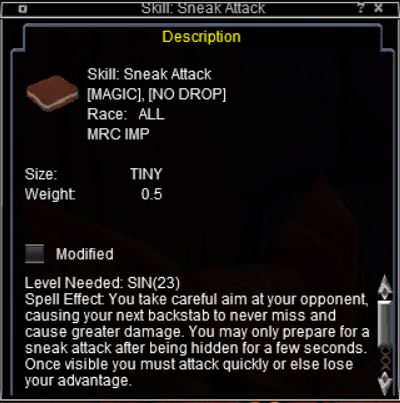 Skill: Sneak Attack
? X
Description
Skill: Sneak Attack
[MAGIC], [NO DROP]
Race: ALL
MRC IMP
Size: TINY
Weight: 0.5
Modified
Level Needed: SIN(23)
Spell Effect: You take careful aim at your opponent,
causing your next backstab to never miss and
cause greater damage. You may only prepare for a
sneak attack after being hidden for a few seconds.
Once visible you must attack quickly or else lose
your advantage.